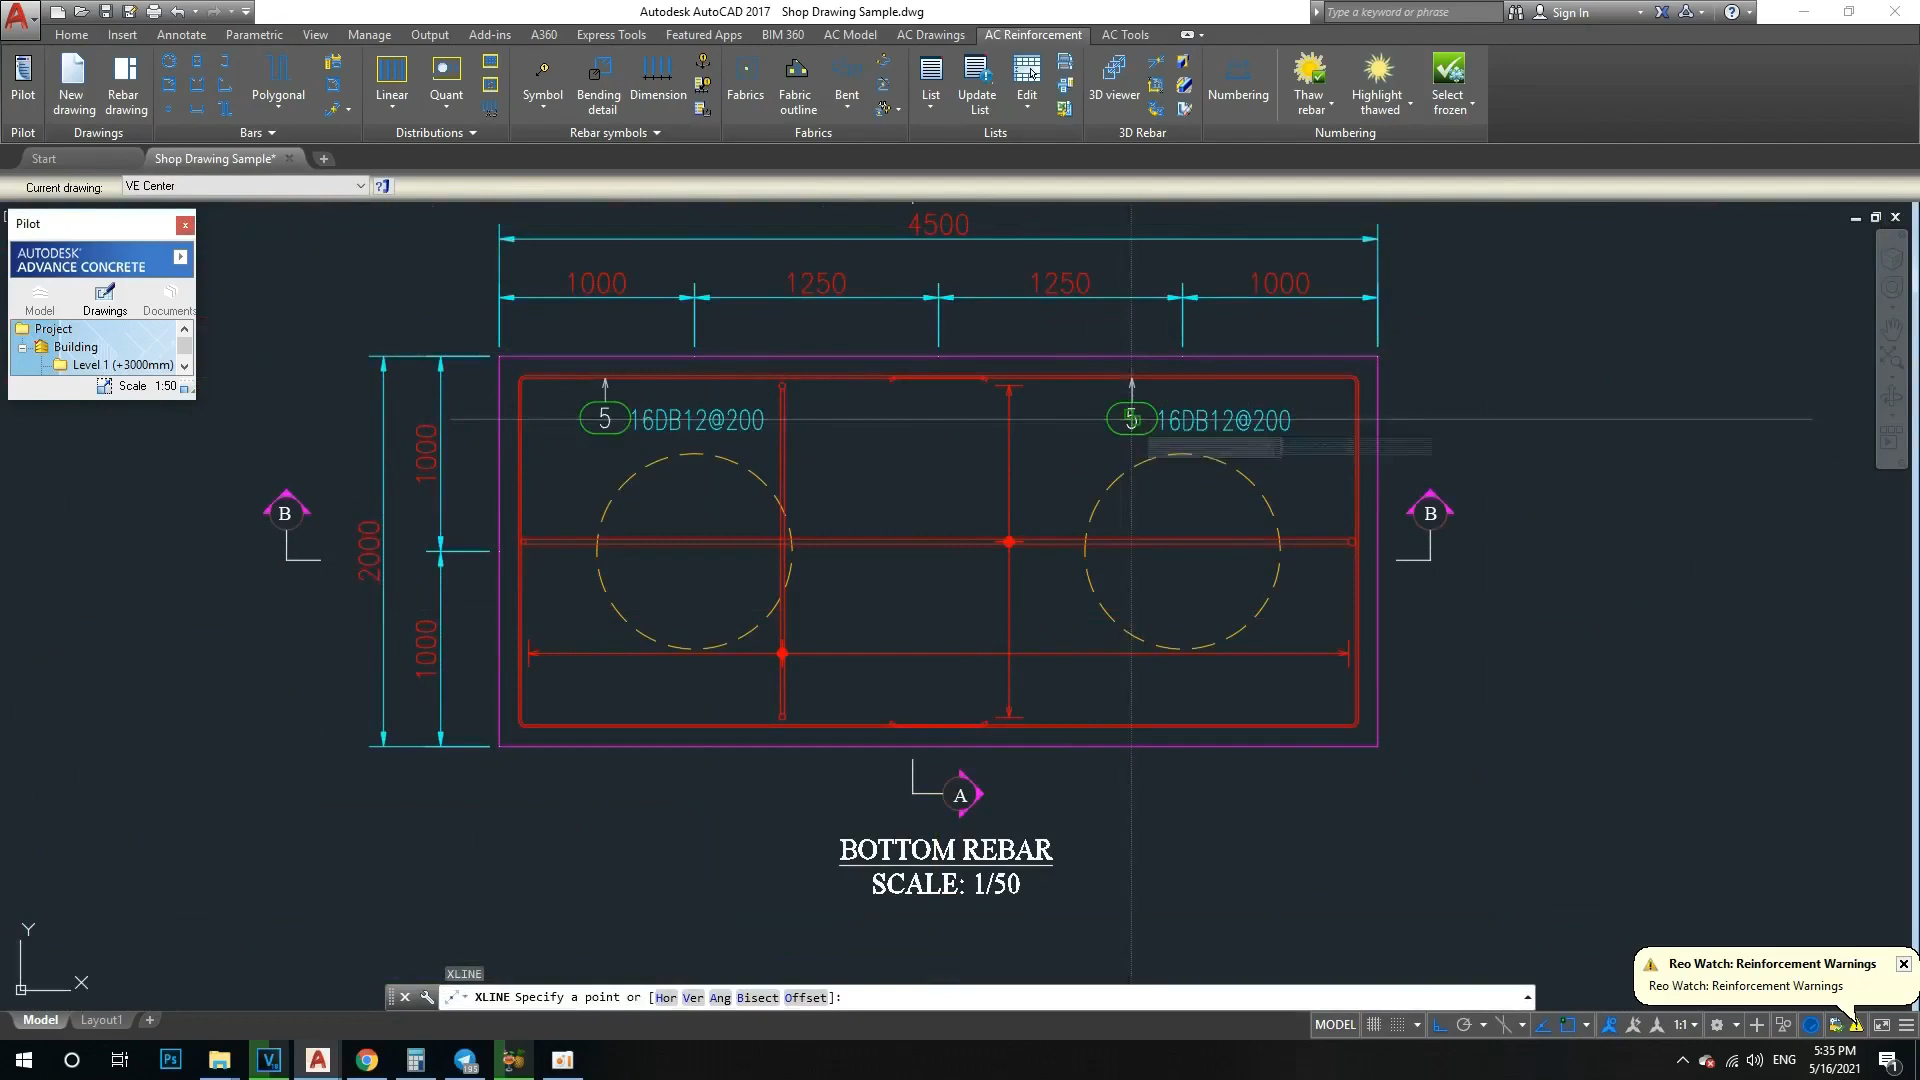 Autodesk AutoCAD 2017 Shop Drawing Sample.dwg
Type a keyword or phrase
Sign In
Home Insert Annotate Parametric View Manage Output Add-ins A360 Express Tools Featured Apps BIM 360 AC Model AC Drawings AC Reinforcement AC Tools
Pilot
New drawing
Rebar drawing
Polygonal
Linear
Quant
Symbol
Bending detail
Dimension
Fabrics
Fabric outline
Bent
List
Update List
Edit
3D viewer
Numbering
Thaw rebar
Highlight thawed
Select frozen
Pilot Drawings Bars Distributions Rebar symbols Fabrics Lists 3D Rebar Numbering
Start Shop Drawing Sample*
Current drawing: VE Center
Pilot
AUTODESK
ADVANCE CONCRETE
Model Drawings Documents
Project
Building
Level 1 (+3000mm)
Scale 1:50
4500
1000 1250 1250 1000
5 16DB12@200
5 16DB12@200
1000
2000
1000
B
B
A
BOTTOM REBAR
SCALE: 1/50
Y
X
XLINE
XLINE Specify a point or [Hor Ver Ang Bisect Offset]:
Reo Watch: Reinforcement Warnings
Reo Watch: Reinforcement Warnings
Model Layout1
MODEL 1:1
Ps
195
ENG
5:35 PM
5/16/2021
1